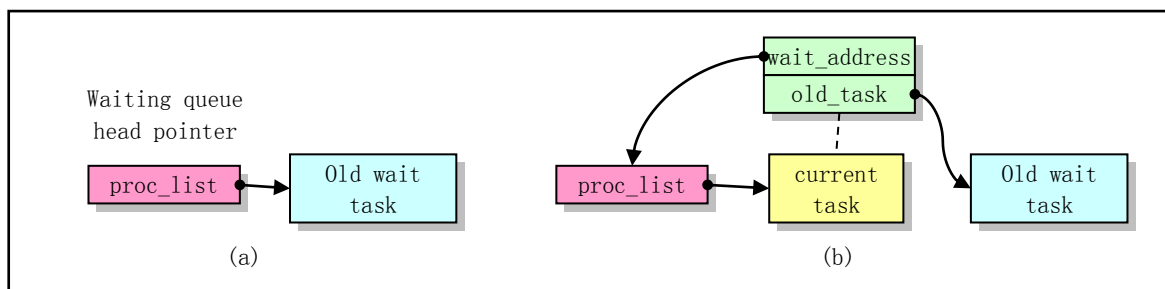 Waiting queue
head pointer
proc_list
Old wait
task
(a)
wait_address
old_task
proc_list
current
task
Old wait
task
(b)